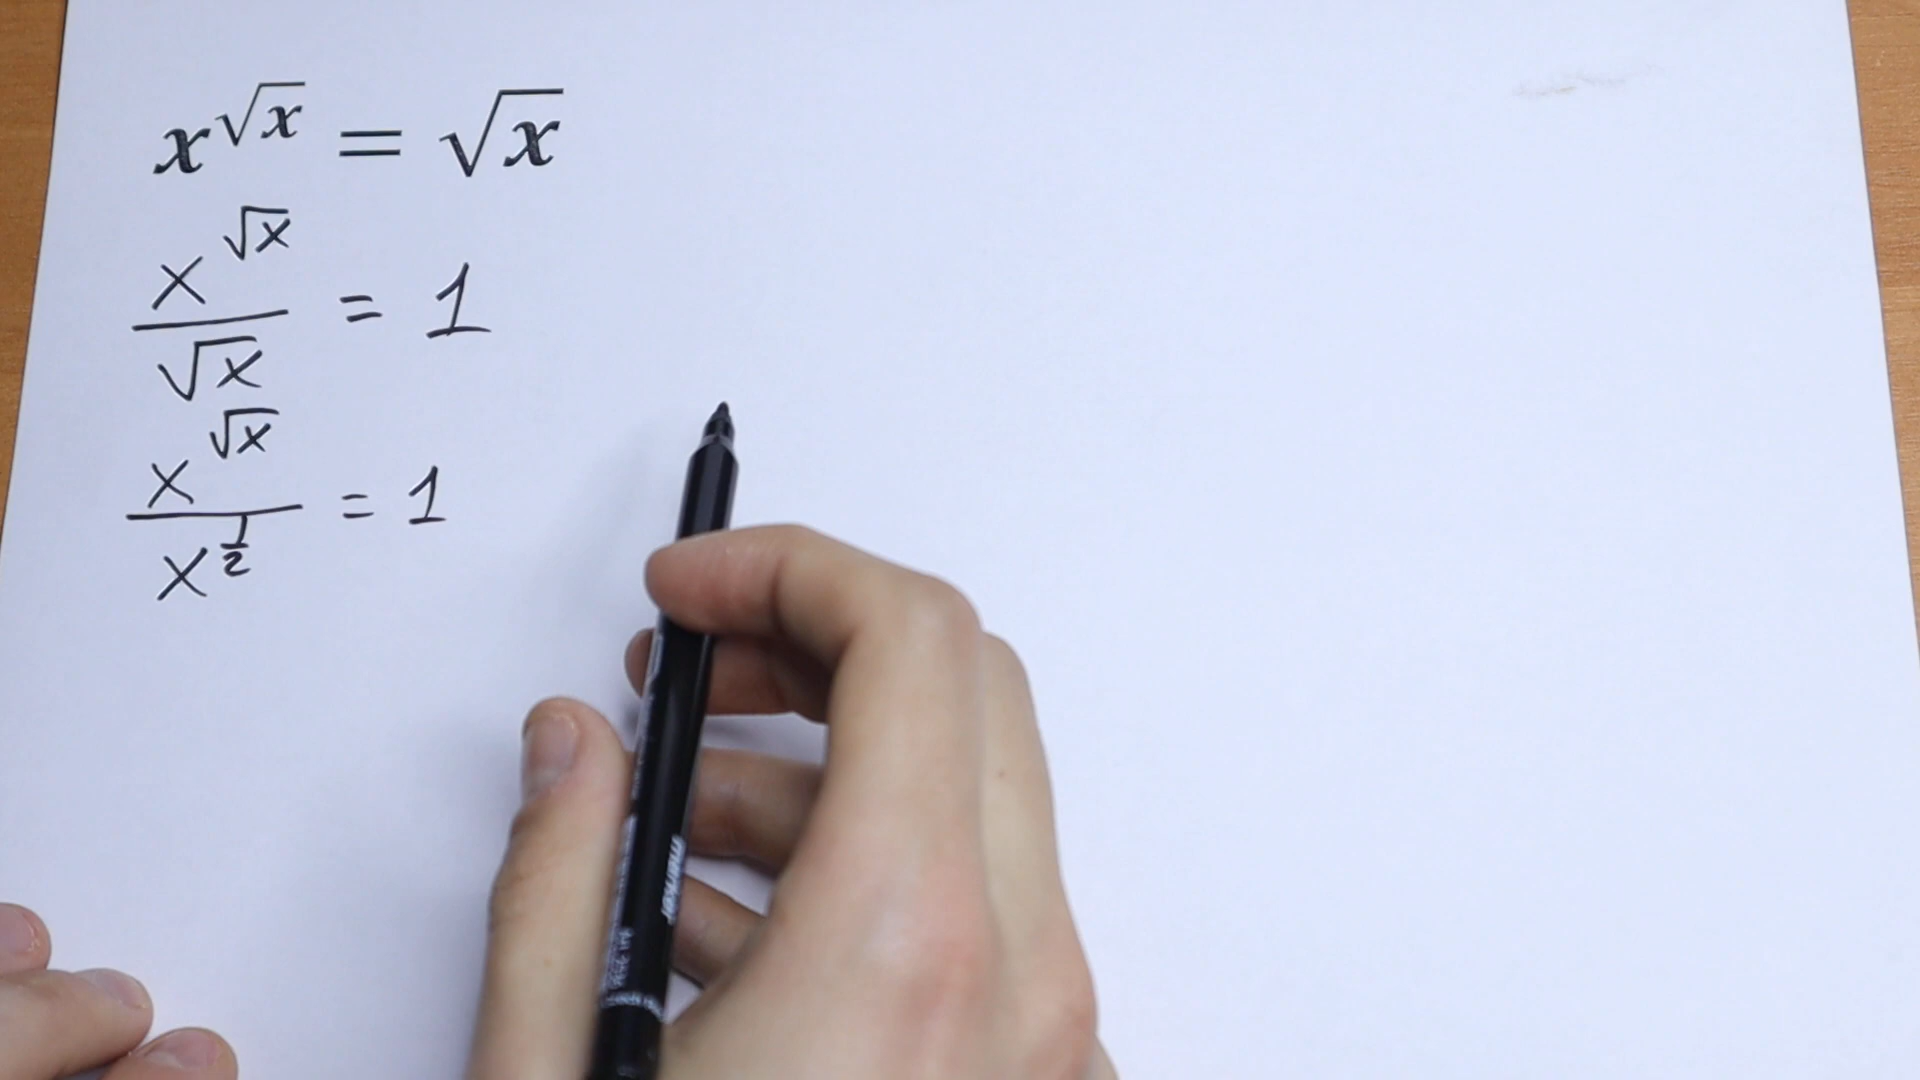 x^√x = √x
x^√x / √x = 1
x^√x / x^(1/2) = 1
marker